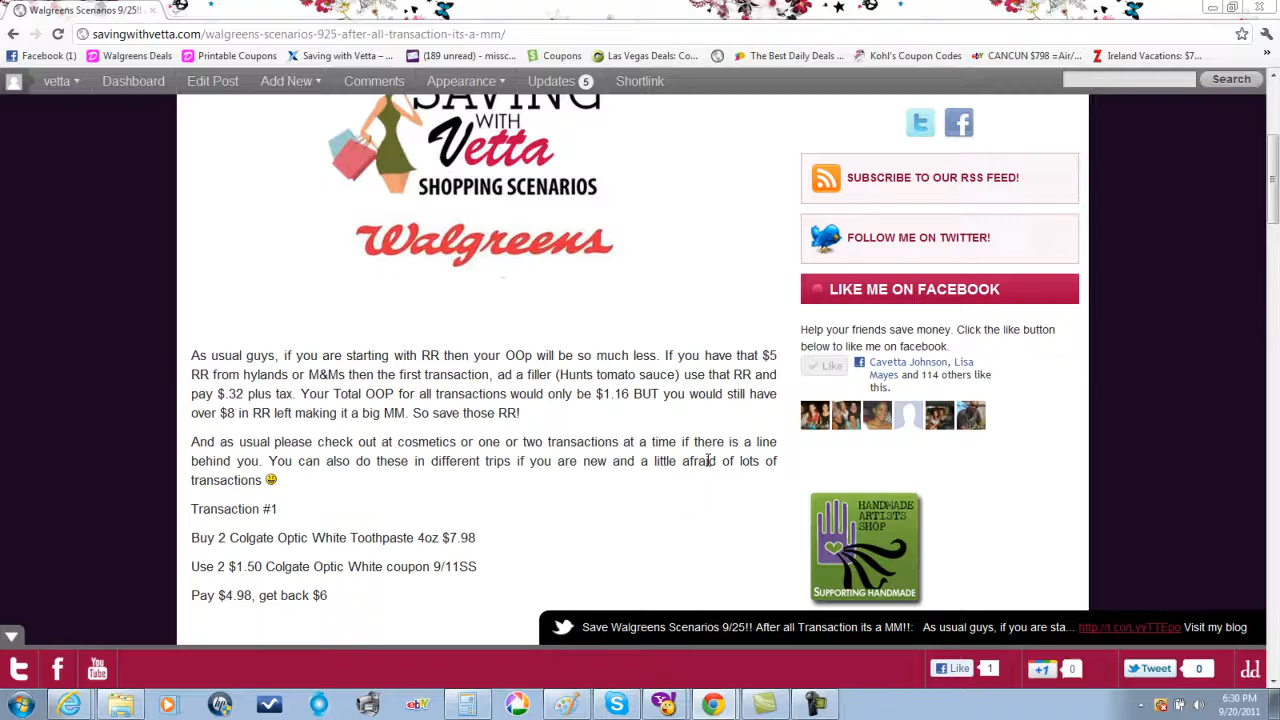 Walgreens Scenarios 9/25!!
savingwithvetta.com/walgreens-scenarios-925-after-all-transaction-its-a-mm/
Facebook (1) Walgreens Deals Printable Coupons Saving with Vetta –... (189 unread) - missc... Coupons Las Vegas Deals: Co... The Best Daily Deals ... Kohl's Coupon Codes CANCUN $798 =Air/... Ireland Vacations: $7... »
vetta Dashboard Edit Post Add New Comments Appearance Updates 5 Shortlink Search
SAVING
WITH
Vetta
SHOPPING SCENARIOS
Walgreens
SUBSCRIBE TO OUR RSS FEED!
FOLLOW ME ON TWITTER!
LIKE ME ON FACEBOOK
Help your friends save money. Click the like button
below to like me on facebook.
Like Cavetta Johnson, Lisa
Mayes and 114 others like
this.
HANDMADE
ARTISTS
SHOP
SUPPORTING HANDMADE
As usual guys, if you are starting with RR then your OOp will be so much less. If you have that $5
RR from hylands or M&Ms then the first transaction, ad a filler (Hunts tomato sauce) use that RR and
pay $.32 plus tax. Your Total OOP for all transactions would only be $1.16 BUT you would still have
over $8 in RR left making it a big MM. So save those RR!
And as usual please check out at cosmetics or one or two transactions at a time if there is a line
behind you. You can also do these in different trips if you are new and a little afraid of lots of
transactions
Transaction #1
Buy 2 Colgate Optic White Toothpaste 4oz $7.98
Use 2 $1.50 Colgate Optic White coupon 9/11SS
Pay $4.98, get back $6
Save Walgreens Scenarios 9/25!! After all Transaction its a MM!!: As usual guys, if you are sta... http://t.co/LyyTTEpo Visit my blog
You Tube Like 1 +1 0 Tweet 0 dd
6:30 PM
9/20/2011